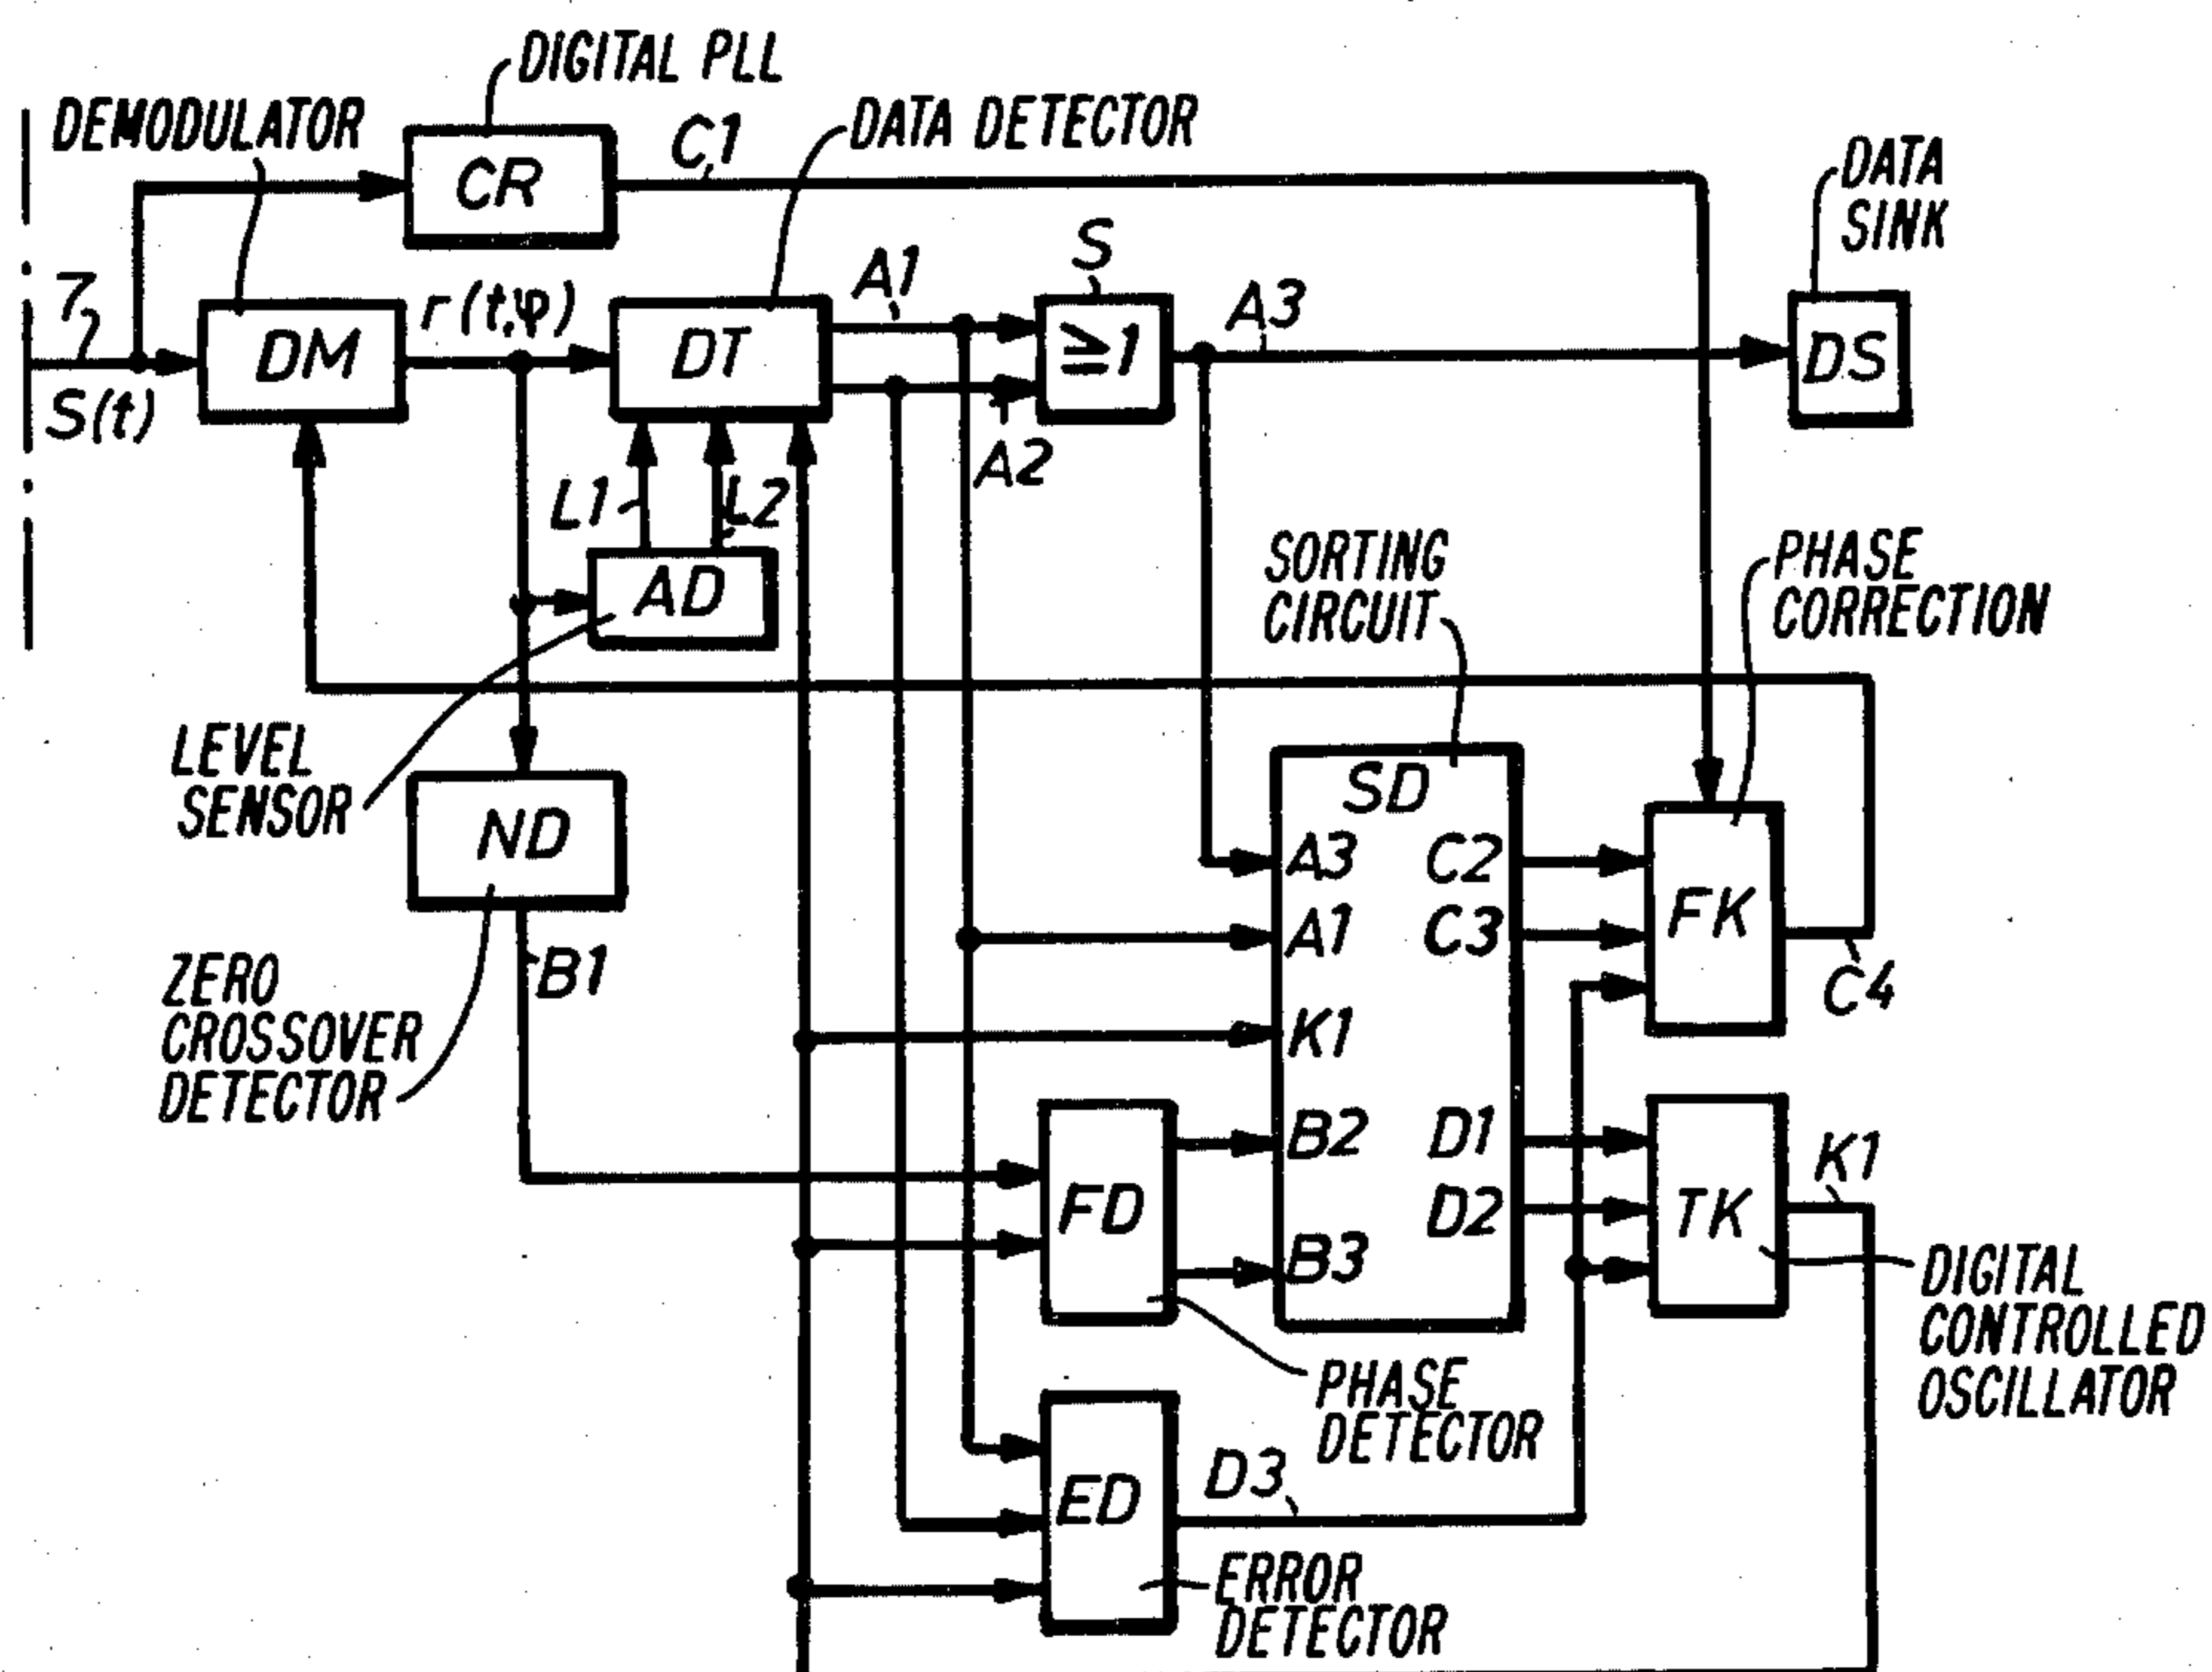 DIGITAL PLL
DEMODULATOR
CR
C1
DATA DETECTOR
DATA
SINK
7
S(t)
DM
r(t,φ)
DT
A1
A2
S
≧1
A3
DS
L1
L2
AD
LEVEL
SENSOR
SORTING
CIRCUIT
PHASE
CORRECTION
ND
ZERO
CROSSOVER
DETECTOR
B1
SD
A3
A1
K1
B2
B3
C2
C3
D1
D2
FK
C4
FD
PHASE
DETECTOR
TK
K1
DIGITAL
CONTROLLED
OSCILLATOR
ED
D3
ERROR
DETECTOR